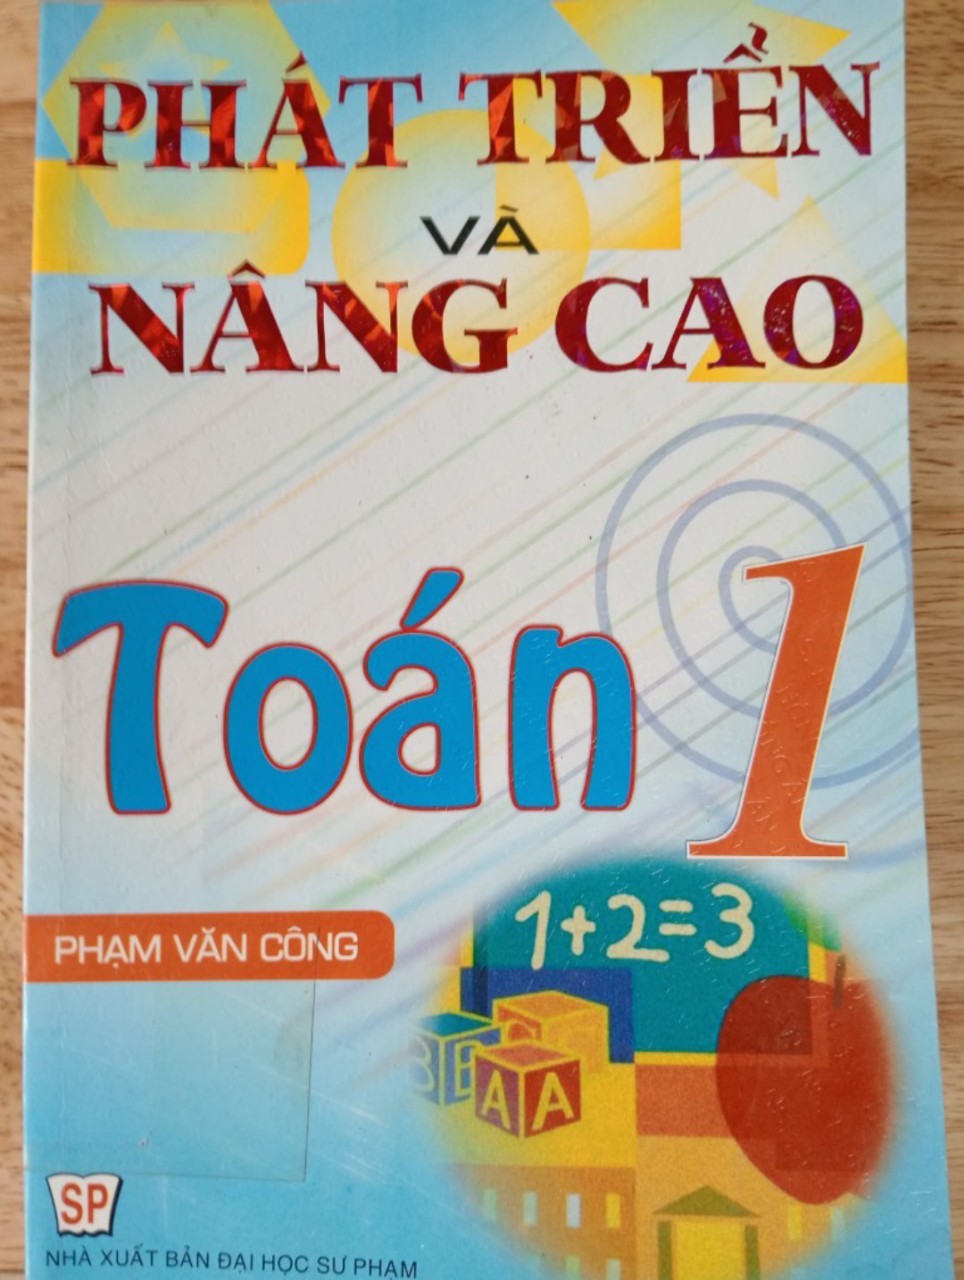 PHÁT TRIỂN
VÀ
NÂNG CAO
Toán 1
PHẠM VĂN CÔNG
1+2=3
B B C
A A
SP
NHÀ XUẤT BẢN ĐẠI HỌC SƯ PHẠM